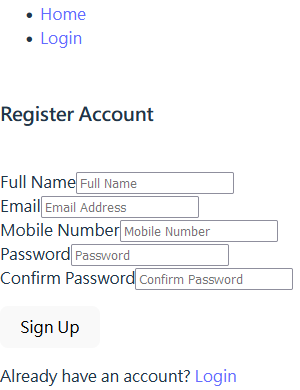 Home
Login
Register Account
Full Name Full Name
Email Email Address
Mobile Number Mobile Number
Password Password
Confirm Password Confirm Password
Sign Up
Already have an account? Login